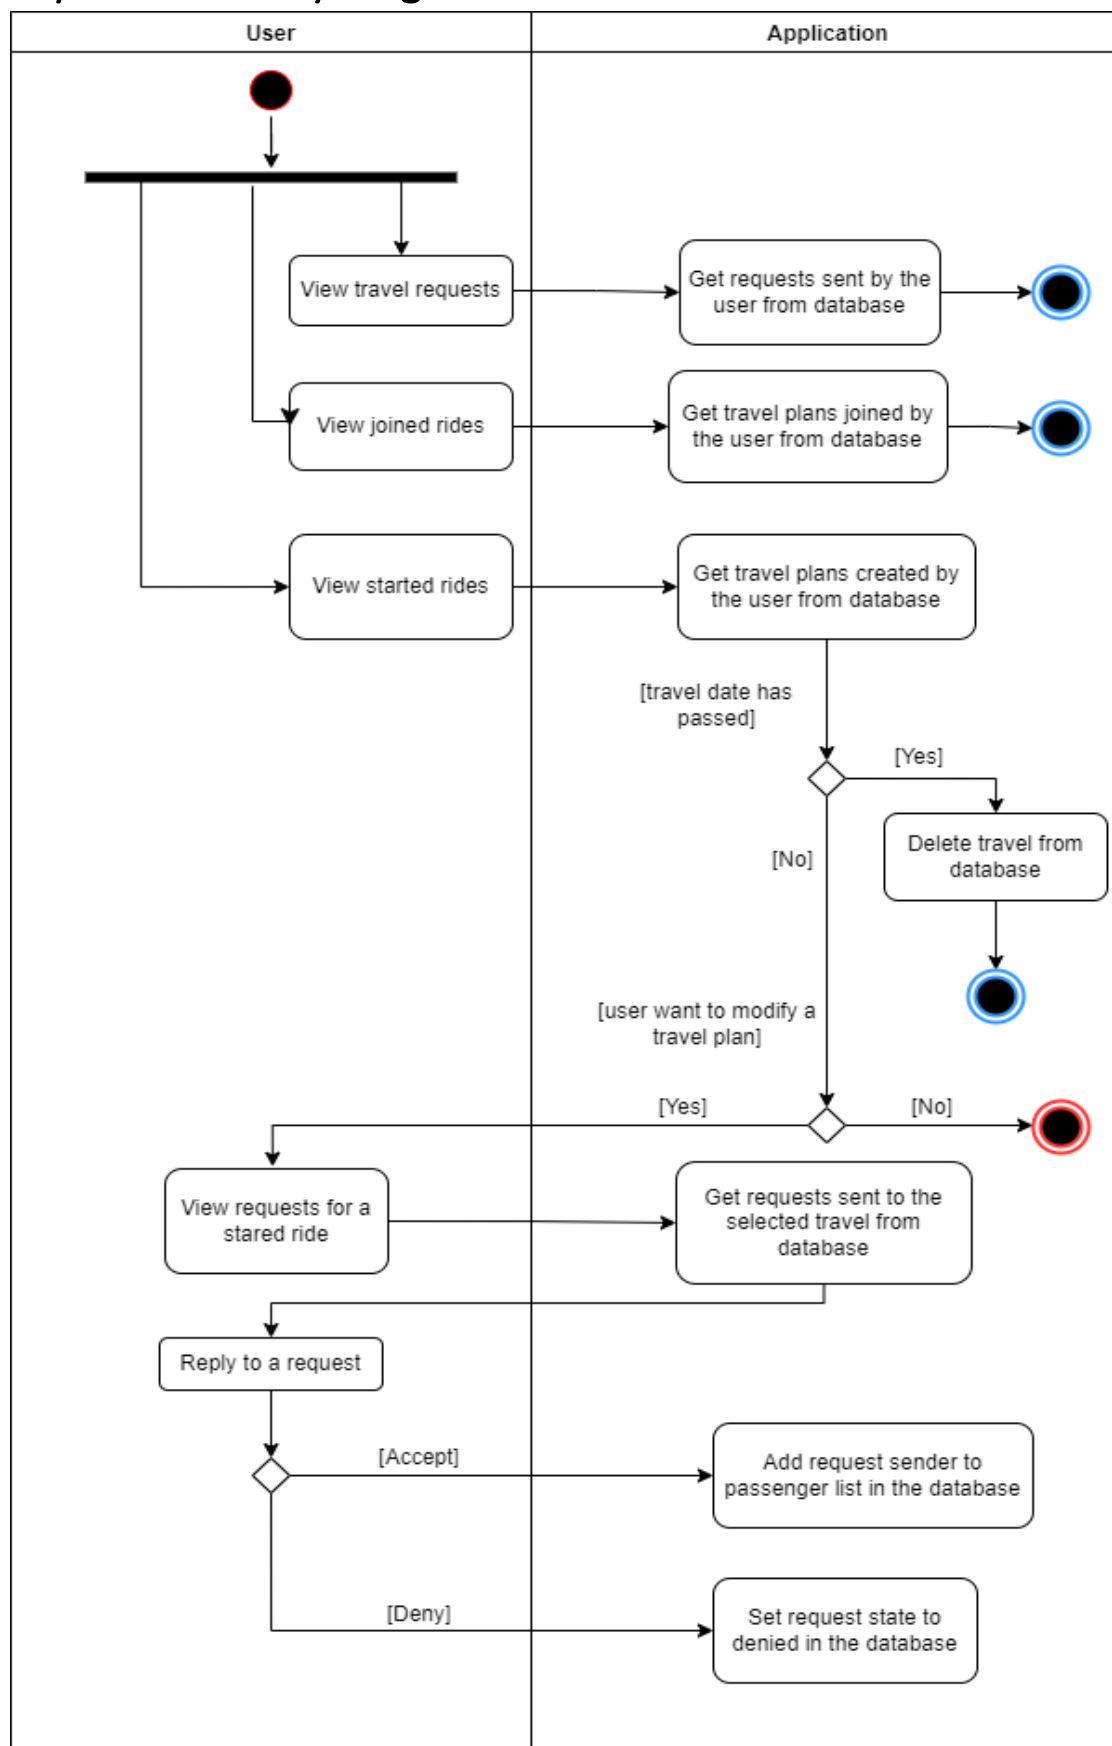 User
Application
View travel requests
Get requests sent by the
user from database
View joined rides
Get travel plans joined by
the user from database
View started rides
Get travel plans created by
the user from database
[travel date has
passed]
[Yes]
Delete travel from
database
[No]
[user want to modify a
travel plan]
[Yes]
[No]
View requests for a
stared ride
Get requests sent to the
selected travel from
database
Reply to a request
[Accept]
Add request sender to
passenger list in the database
[Deny]
Set request state to
denied in the database